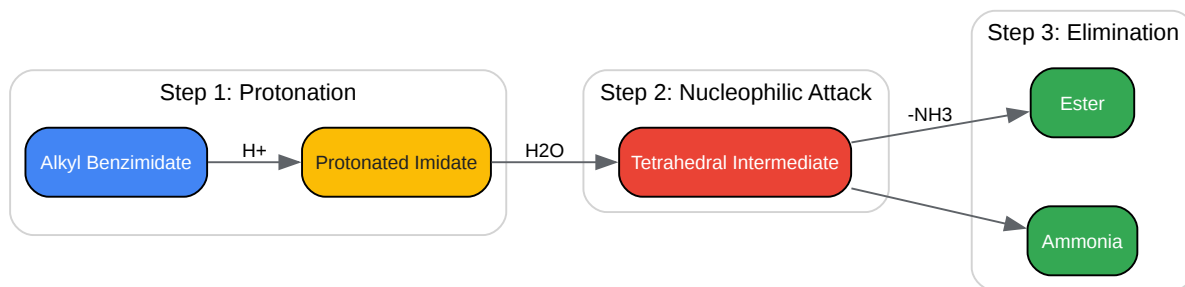 Step 1: Protonation
Alkyl Benzimidate
H+
Protonated Imidate
H2O
Step 2: Nucleophilic Attack
Tetrahedral Intermediate
-NH3
Step 3: Elimination
Ester
Ammonia